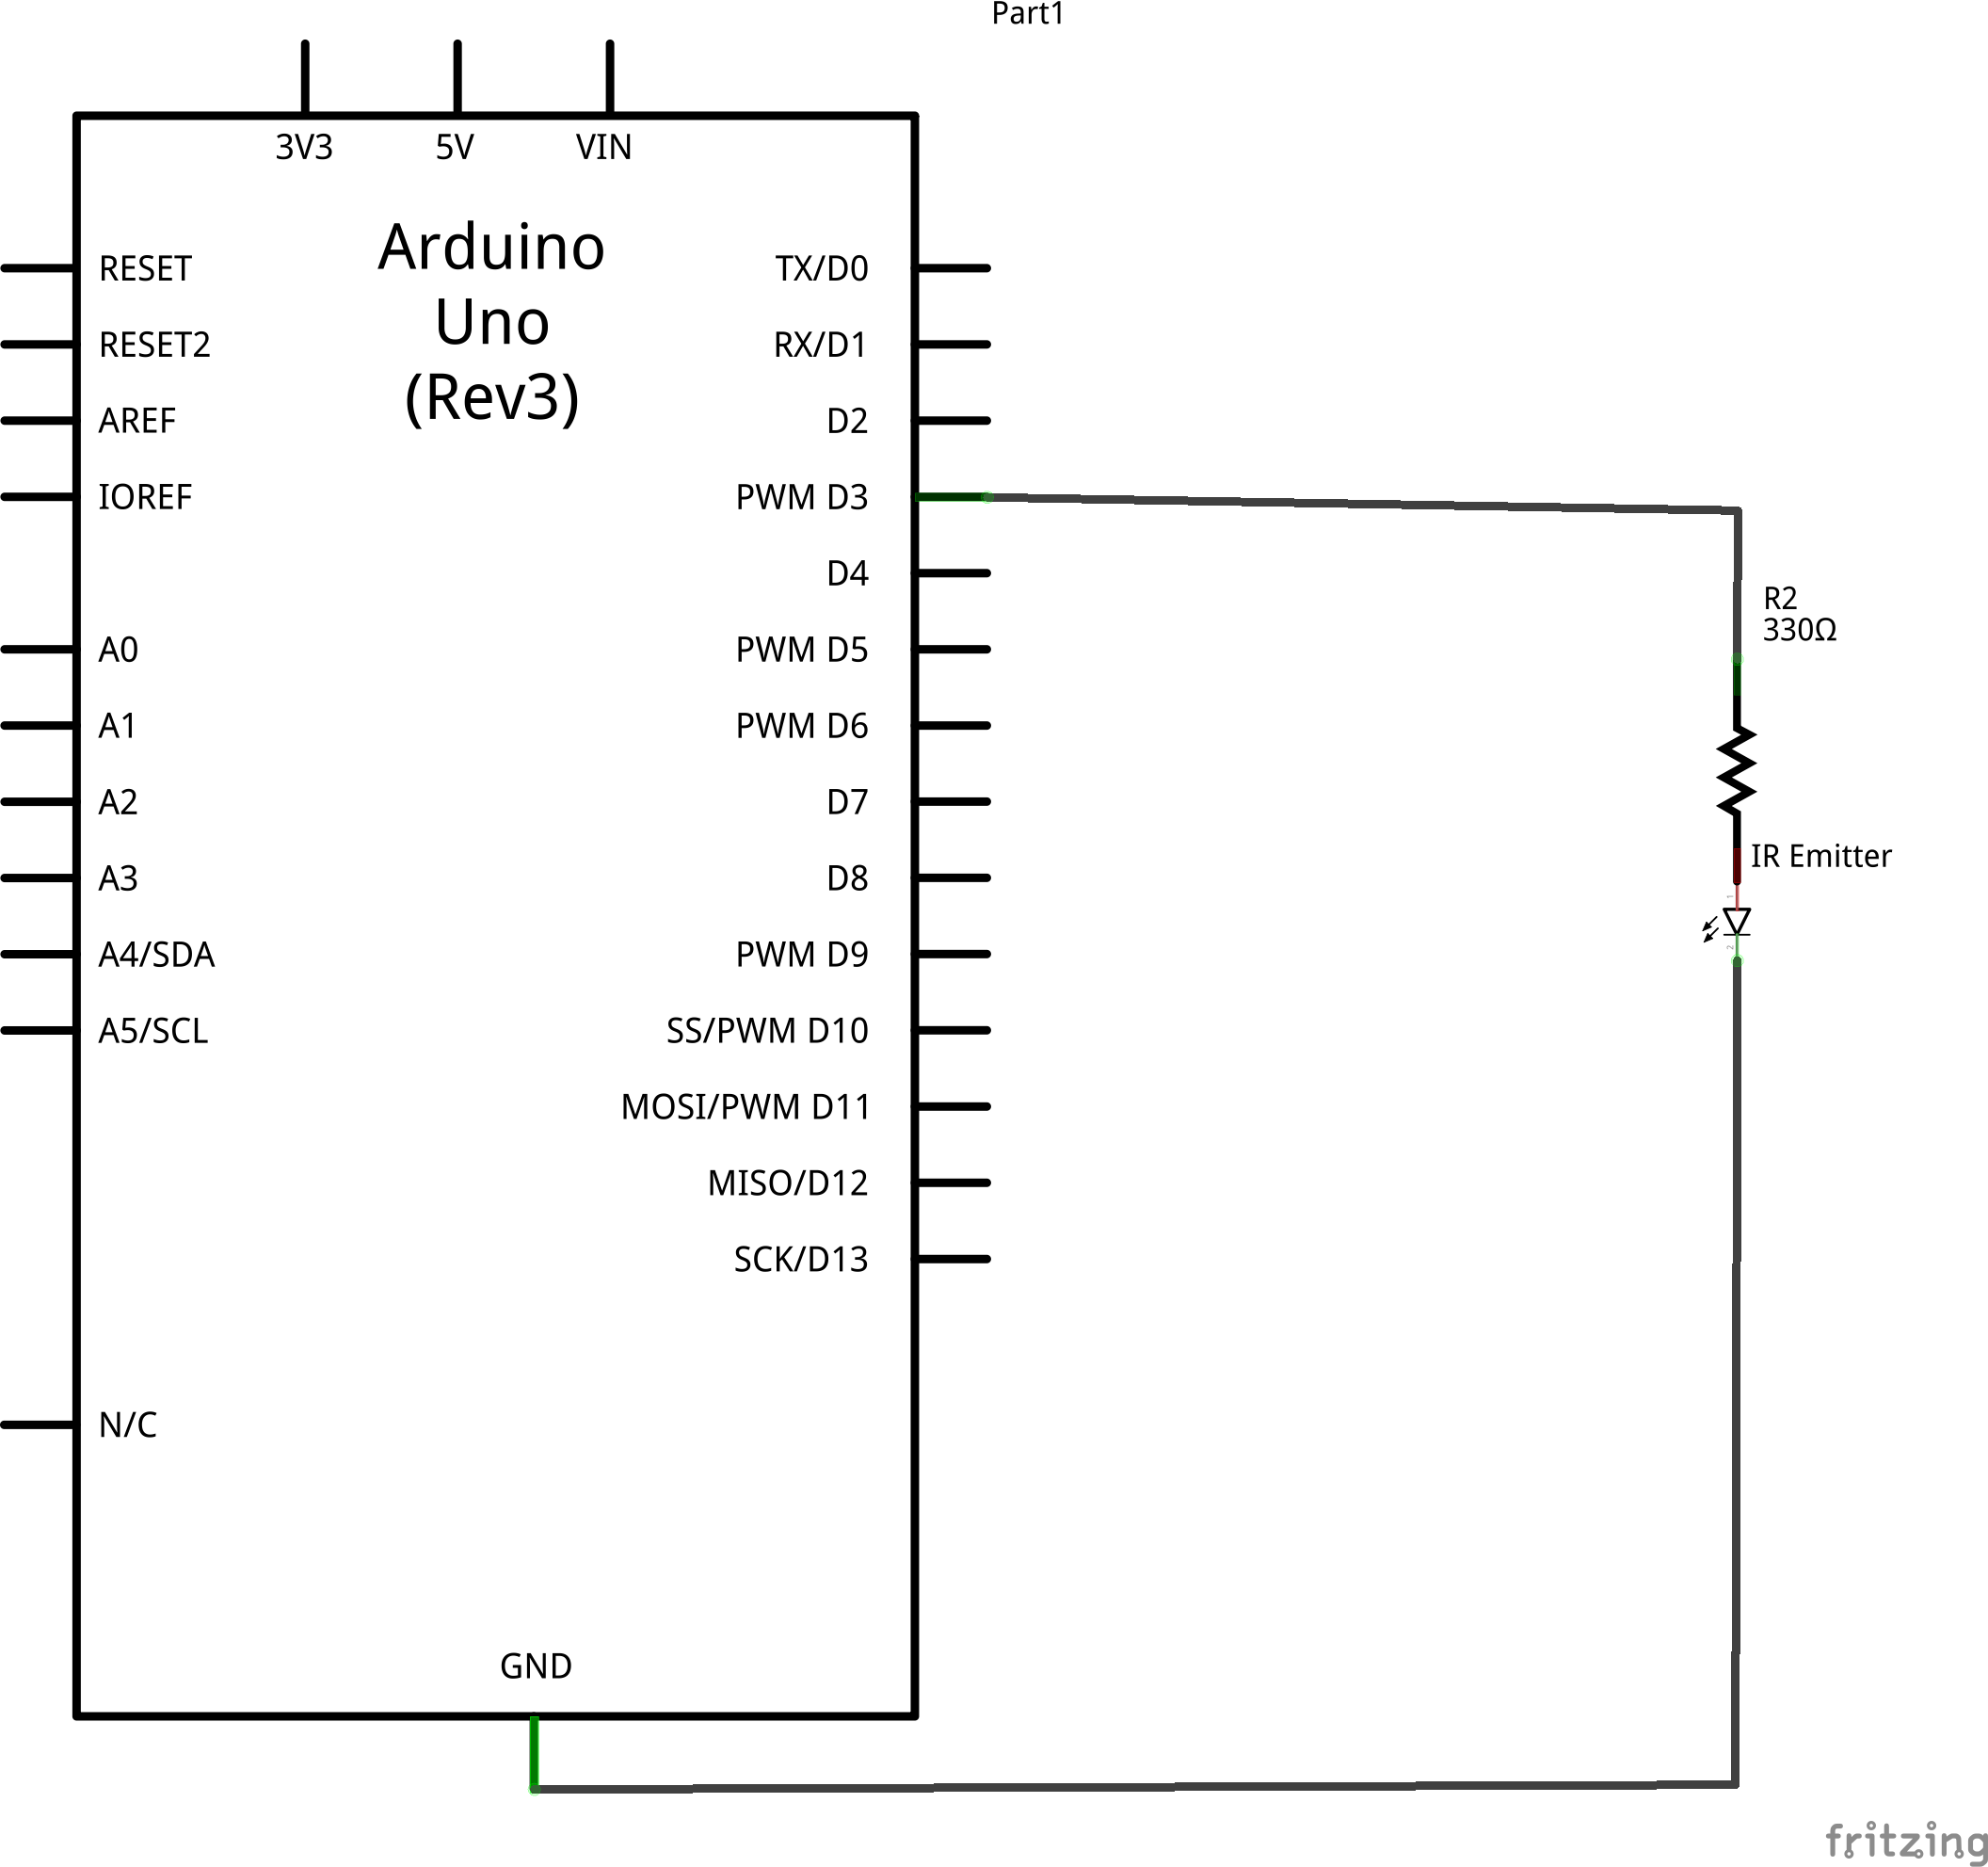 Part1
3V3
5V
VIN
Arduino
Uno
(Rev3)
RESET
RESET2
AREF
IOREF
A0
A1
A2
A3
A4/SDA
A5/SCL
N/C
TX/D0
RX/D1
D2
PWM D3
D4
PWM D5
PWM D6
D7
D8
PWM D9
SS/PWM D10
MOSI/PWM D11
MISO/D12
SCK/D13
GND
R2
330Ω
IR Emitter
1
2
fritzing